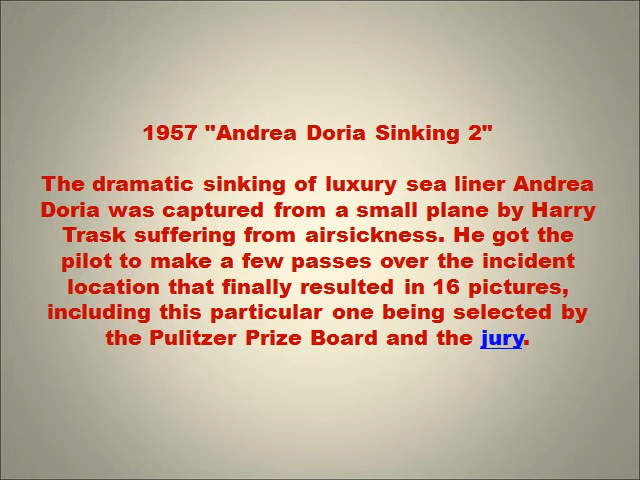 1957 "Andrea Doria Sinking 2"
The dramatic sinking of luxury sea liner Andrea
Doria was captured from a small plane by Harry
Trask suffering from airsickness. He got the
pilot to make a few passes over the incident
location that finally resulted in 16 pictures,
including this particular one being selected by
the Pulitzer Prize Board and the jury.